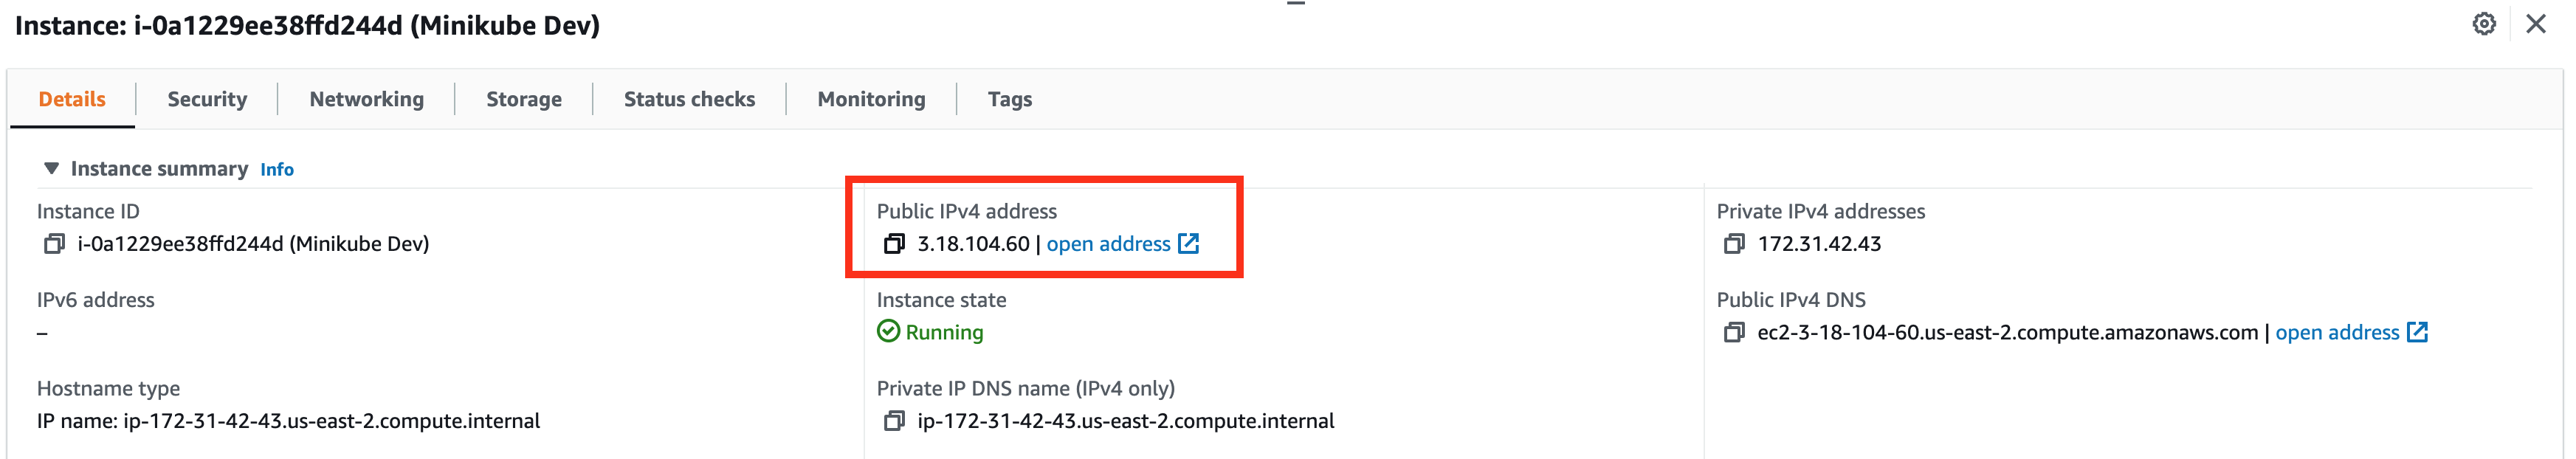 Instance: i-0a1229ee38ffd244d (Minikube Dev)
Details
Security
Networking
Storage
Status checks
Monitoring
Tags
Instance summary Info
Instance ID
i-0a1229ee38ffd244d (Minikube Dev)
Public IPv4 address
3.18.104.60 | open address
Private IPv4 addresses
172.31.42.43
IPv6 address
–
Instance state
Running
Public IPv4 DNS
ec2-3-18-104-60.us-east-2.compute.amazonaws.com | open address
Hostname type
IP name: ip-172-31-42-43.us-east-2.compute.internal
Private IP DNS name (IPv4 only)
ip-172-31-42-43.us-east-2.compute.internal